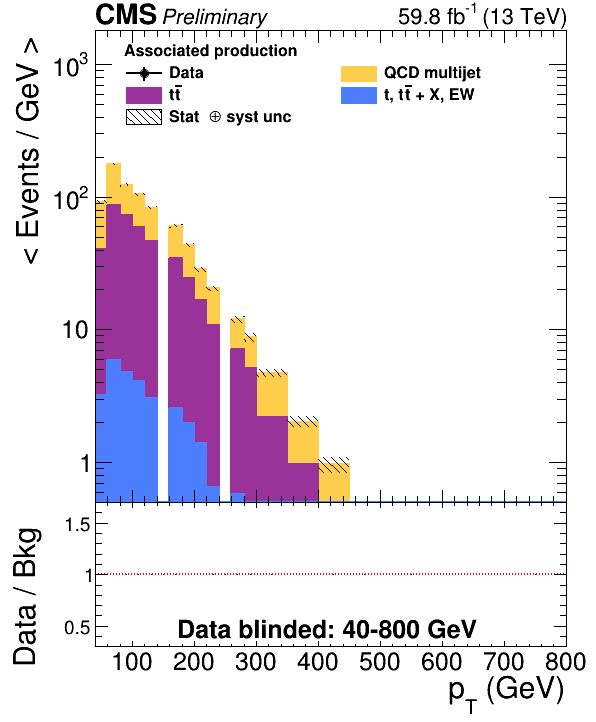 CMS Preliminary 59.8 fb⁻¹ (13 TeV)
Associated production
Data
QCD multijet
tt̄
t, tt̄ + X, EW
Stat ⊕ syst unc
< Events / GeV >
10³
10²
10
1
Data / Bkg
1.5
1
0.5
Data blinded: 40-800 GeV
100 200 300 400 500 600 700 800
p_T (GeV)